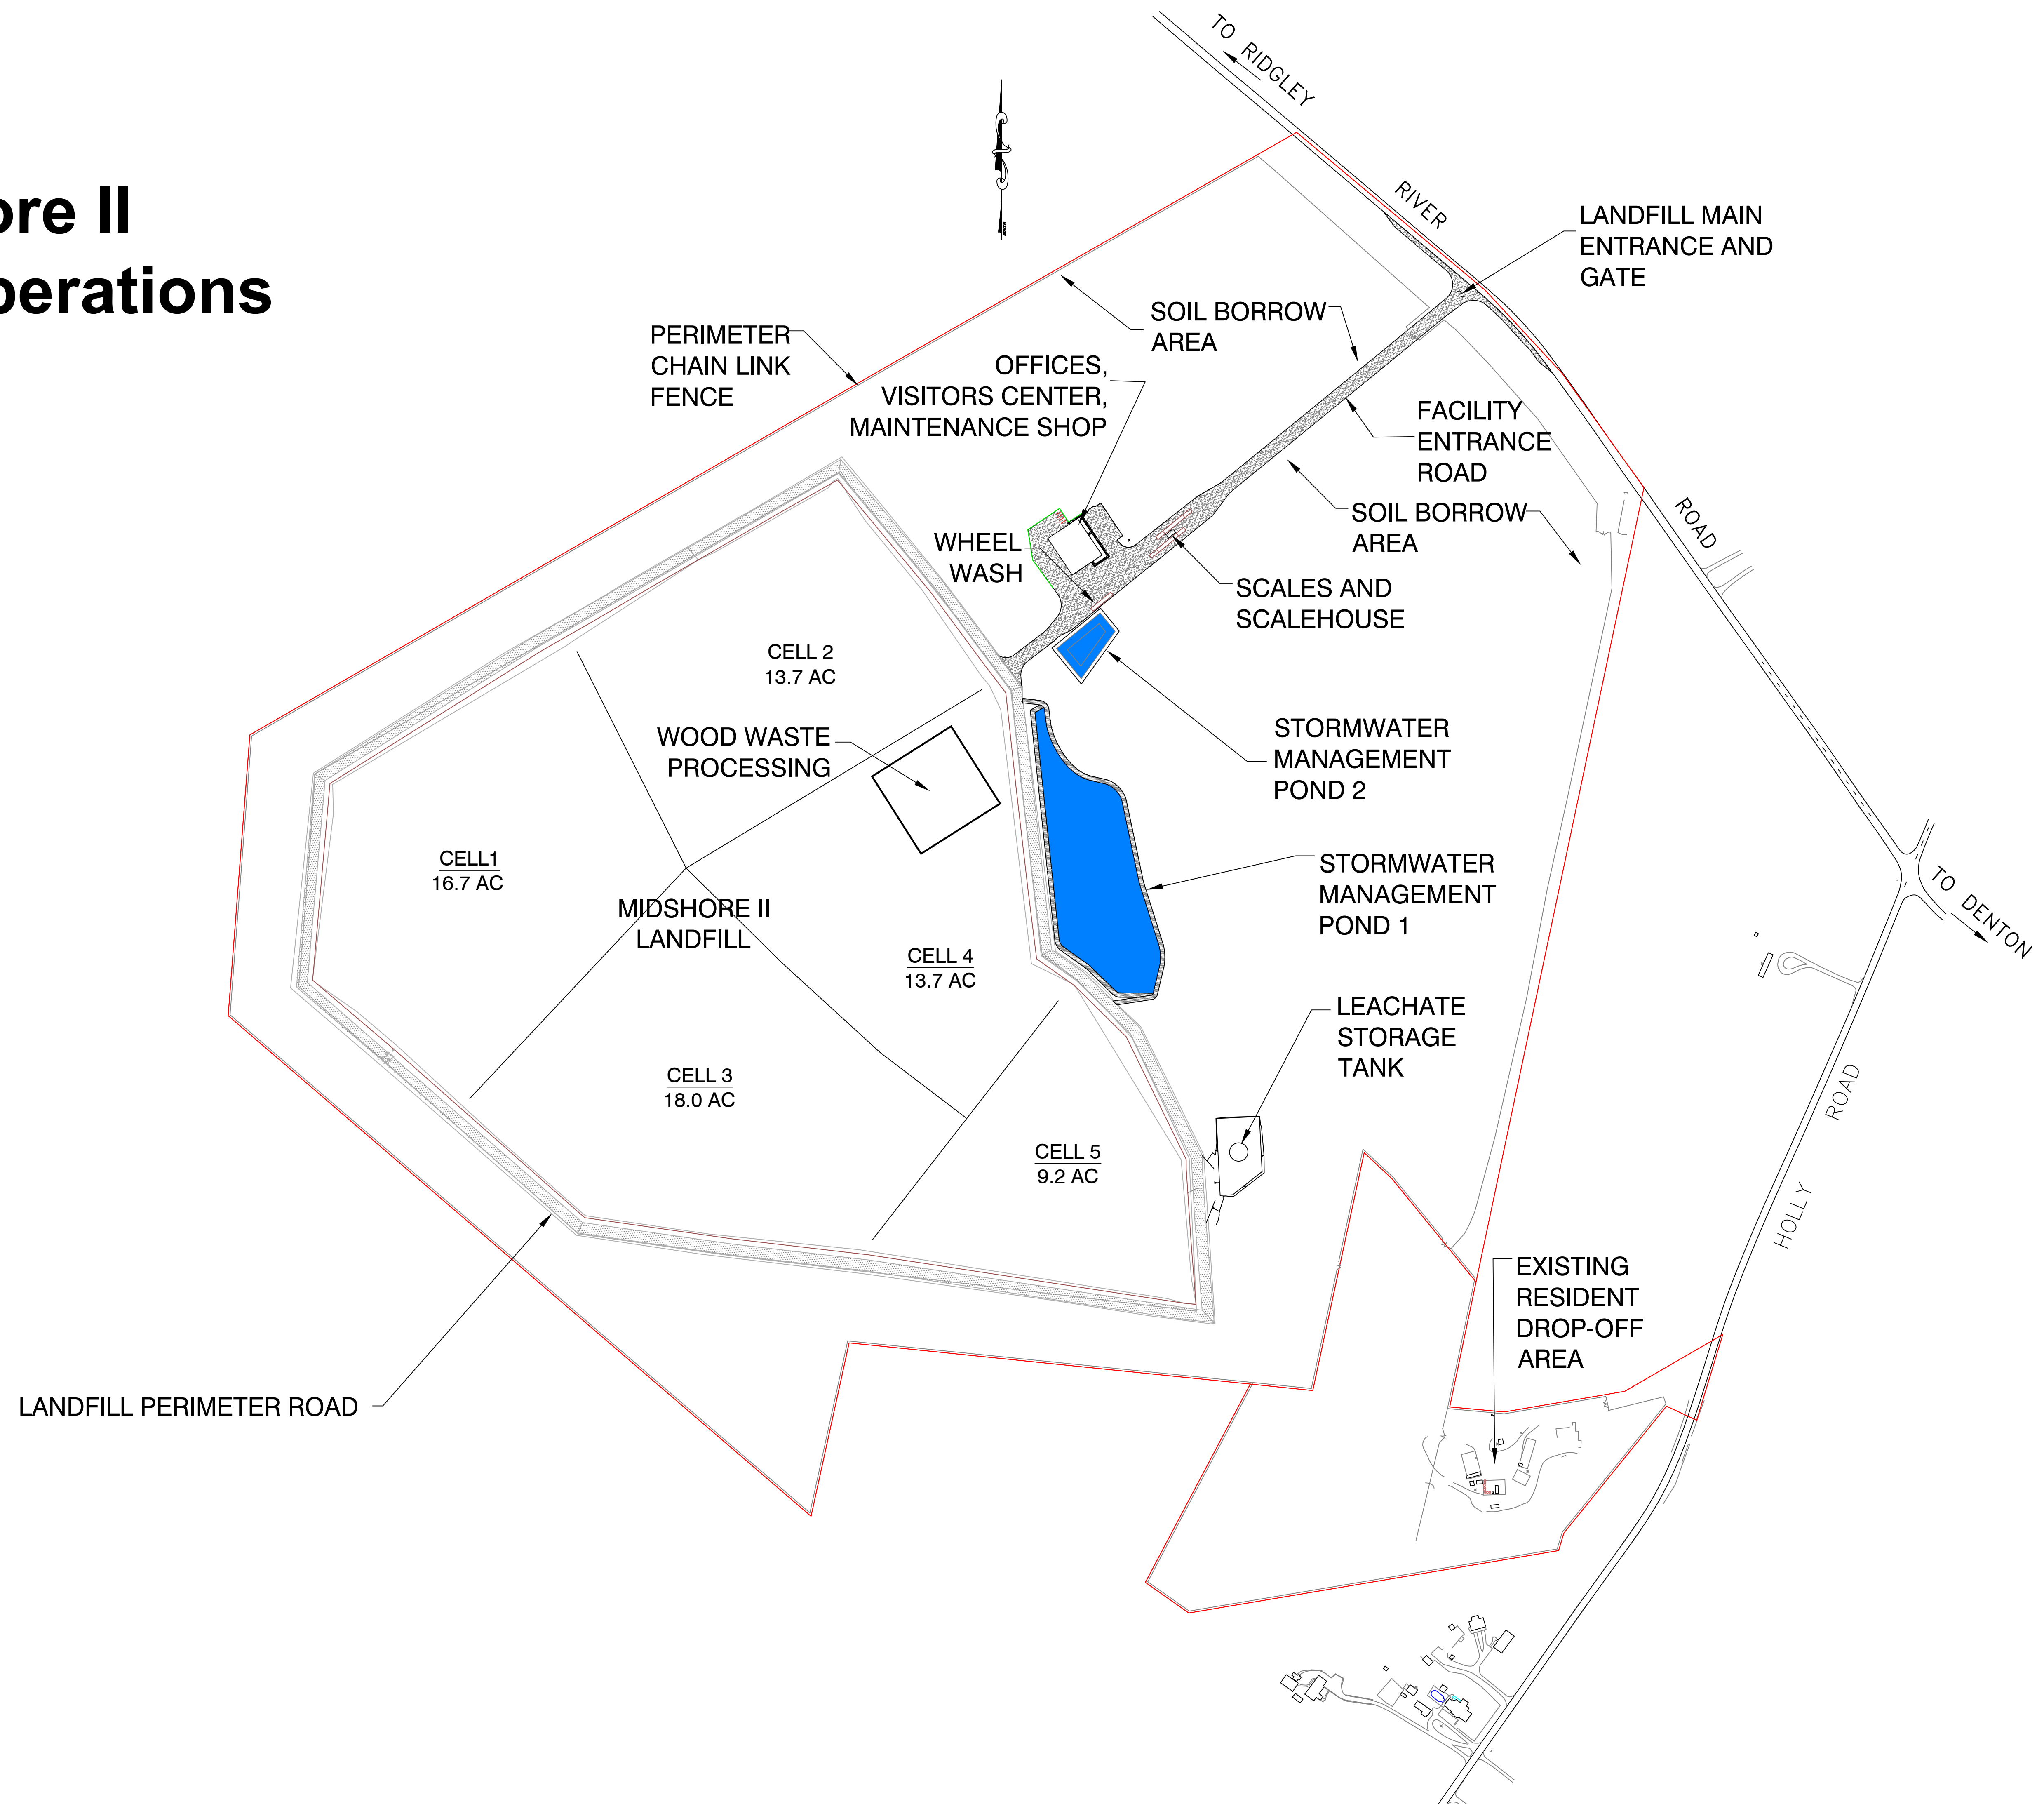 ore II
perations
TO RIDGLEY
RIVER
ROAD
TO DENTON
HOLLY
ROAD
LANDFILL MAIN
ENTRANCE AND
GATE
SOIL BORROW
AREA
PERIMETER
CHAIN LINK
FENCE
OFFICES,
VISITORS CENTER,
MAINTENANCE SHOP
FACILITY
ENTRANCE
ROAD
SOIL BORROW
AREA
WHEEL
WASH
SCALES AND
SCALEHOUSE
CELL 2
13.7 AC
WOOD WASTE
PROCESSING
STORMWATER
MANAGEMENT
POND 2
CELL1
16.7 AC
STORMWATER
MANAGEMENT
POND 1
MIDSHORE II
LANDFILL
CELL 4
13.7 AC
LEACHATE
STORAGE
TANK
CELL 3
18.0 AC
CELL 5
9.2 AC
EXISTING
RESIDENT
DROP-OFF
AREA
LANDFILL PERIMETER ROAD